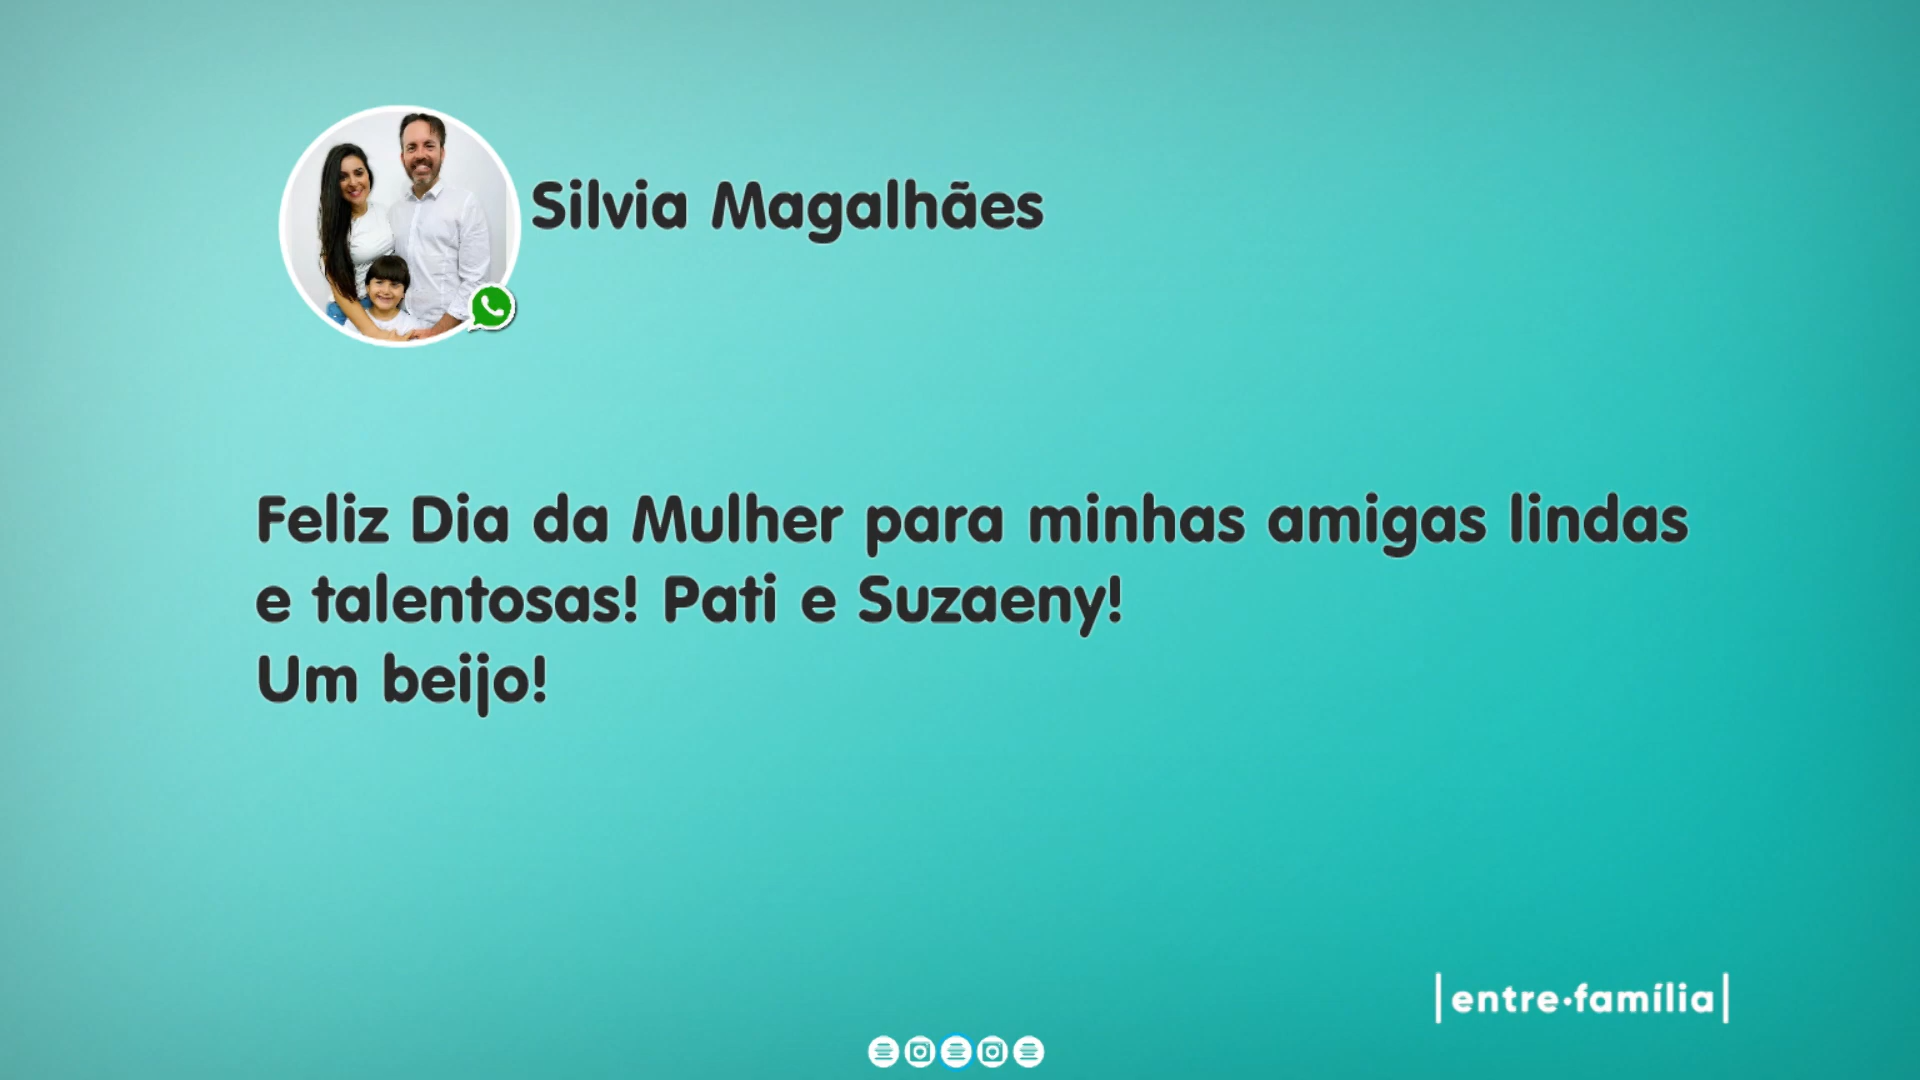 Silvia Magalhães
Feliz Dia da Mulher para minhas amigas lindas
e talentosas! Pati e Suzaeny!
Um beijo!
|entre•família|